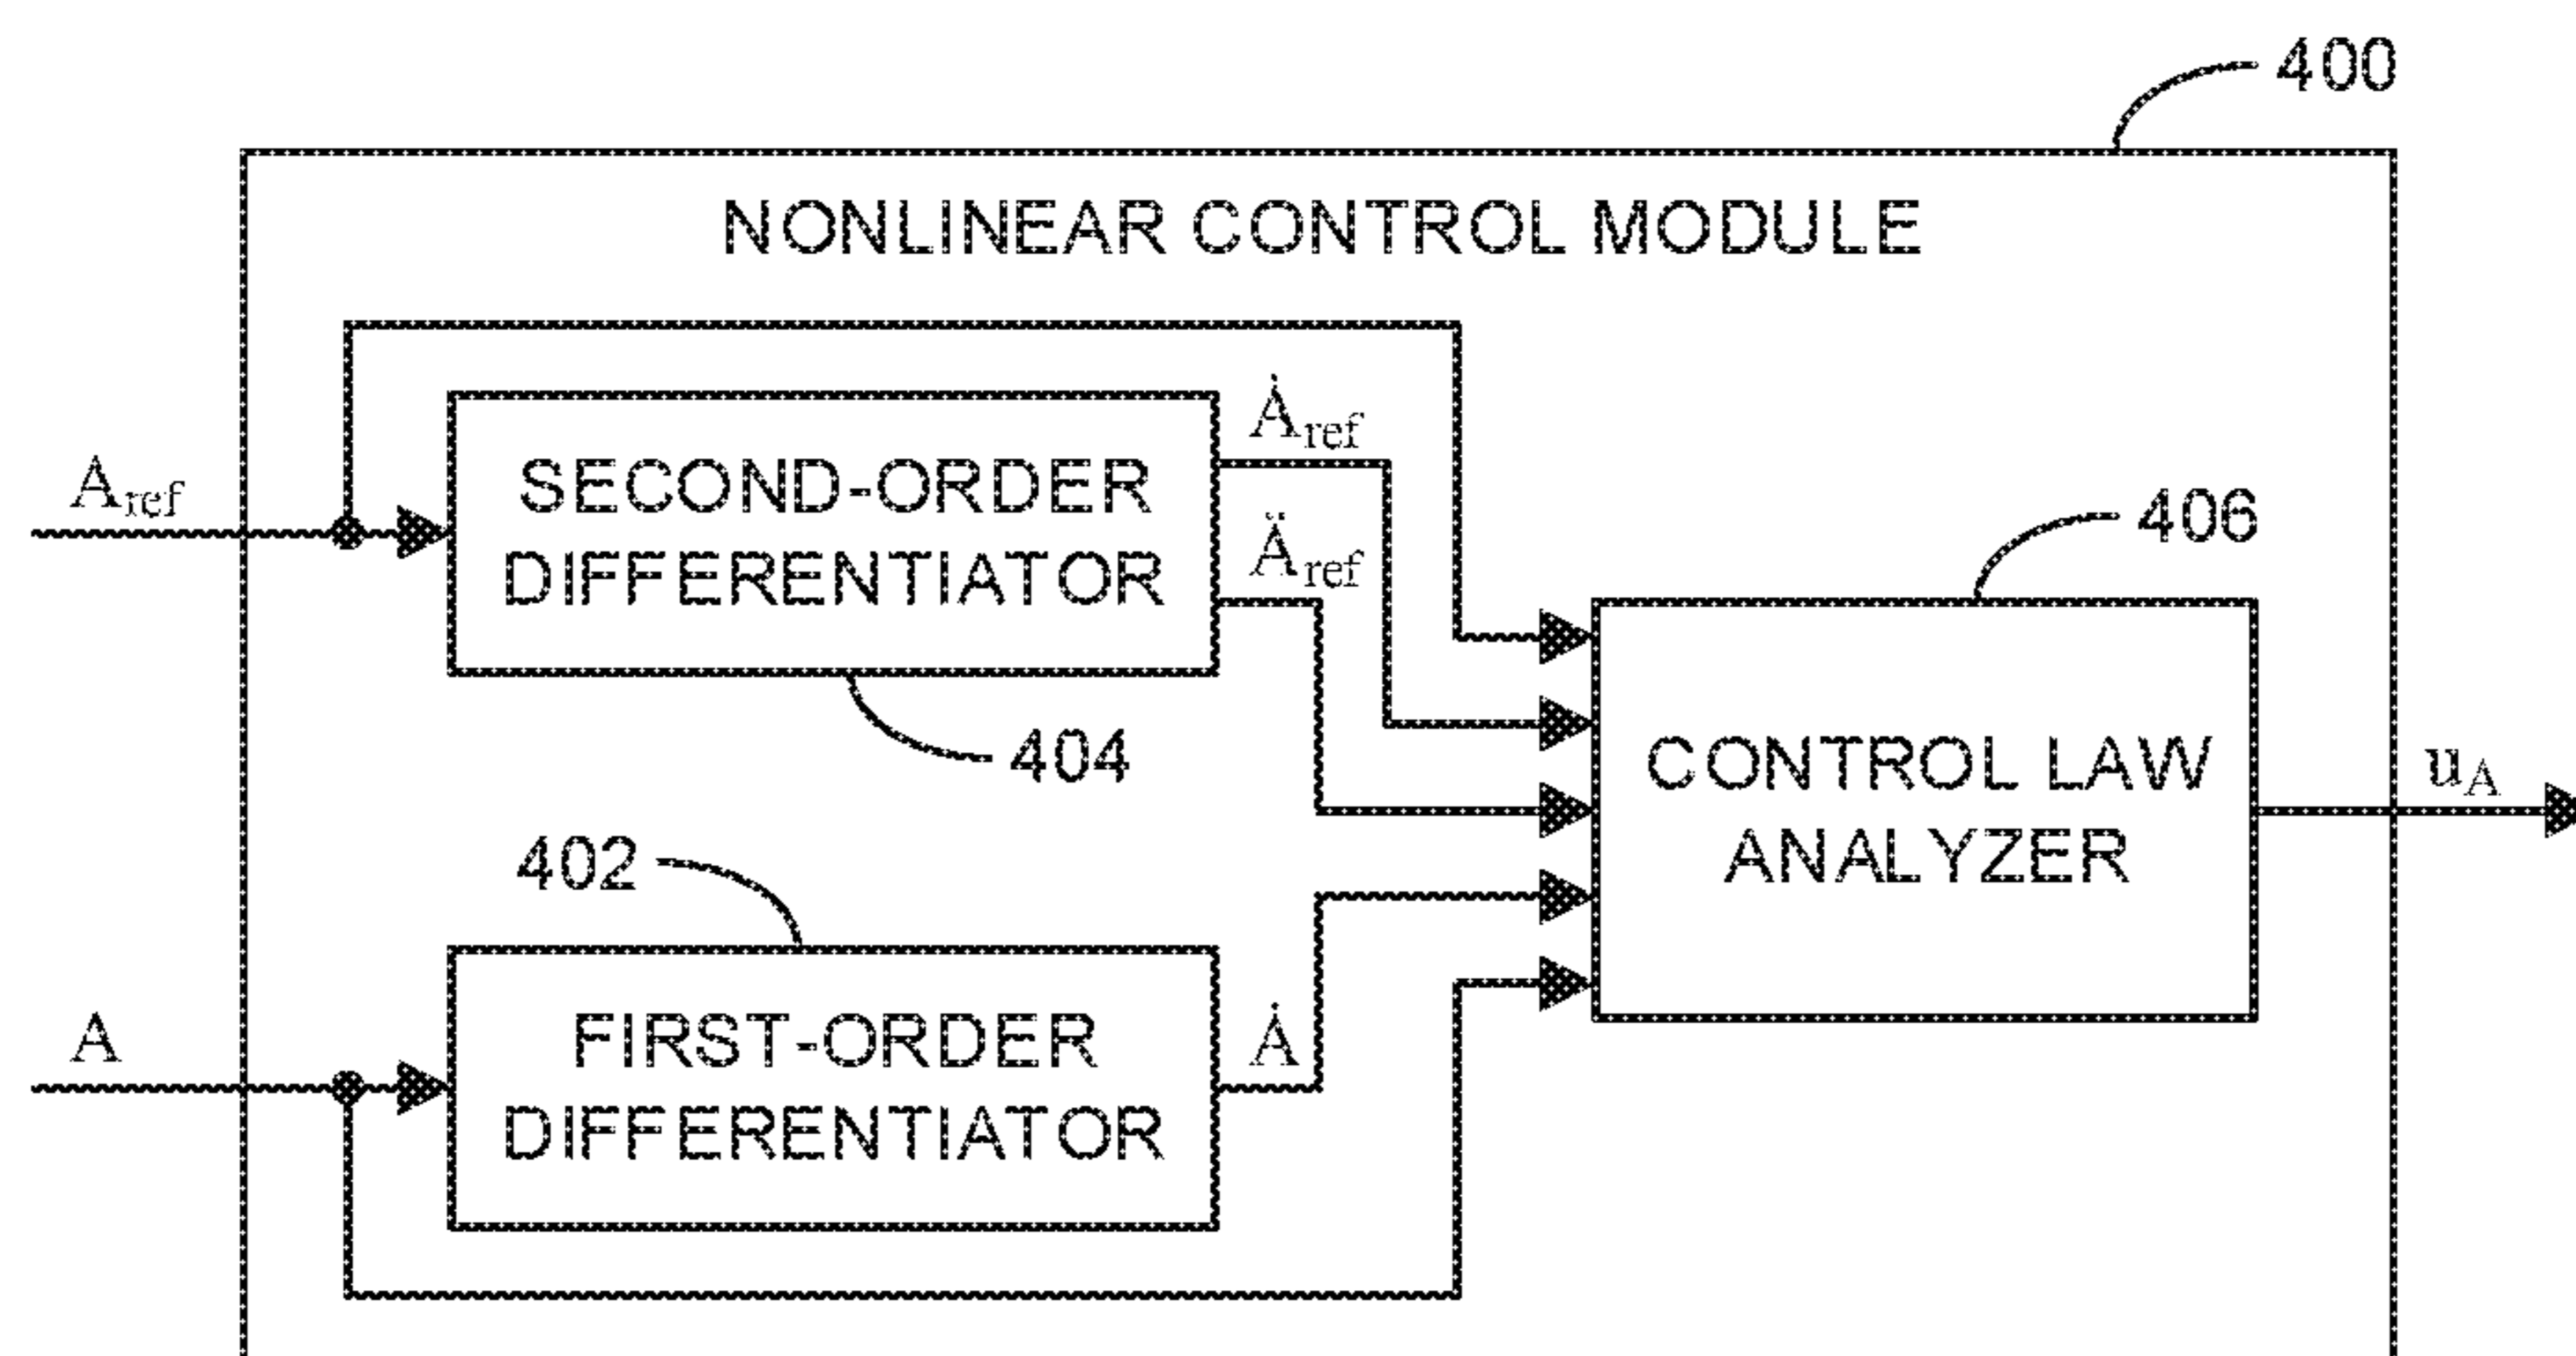 400
NONLINEAR CONTROL MODULE
Ȧref
Aref
SECOND-ORDER
DIFFERENTIATOR
Äref
406
404
CONTROL LAW
ANALYZER
uA
402
A
FIRST-ORDER
DIFFERENTIATOR
Ȧ